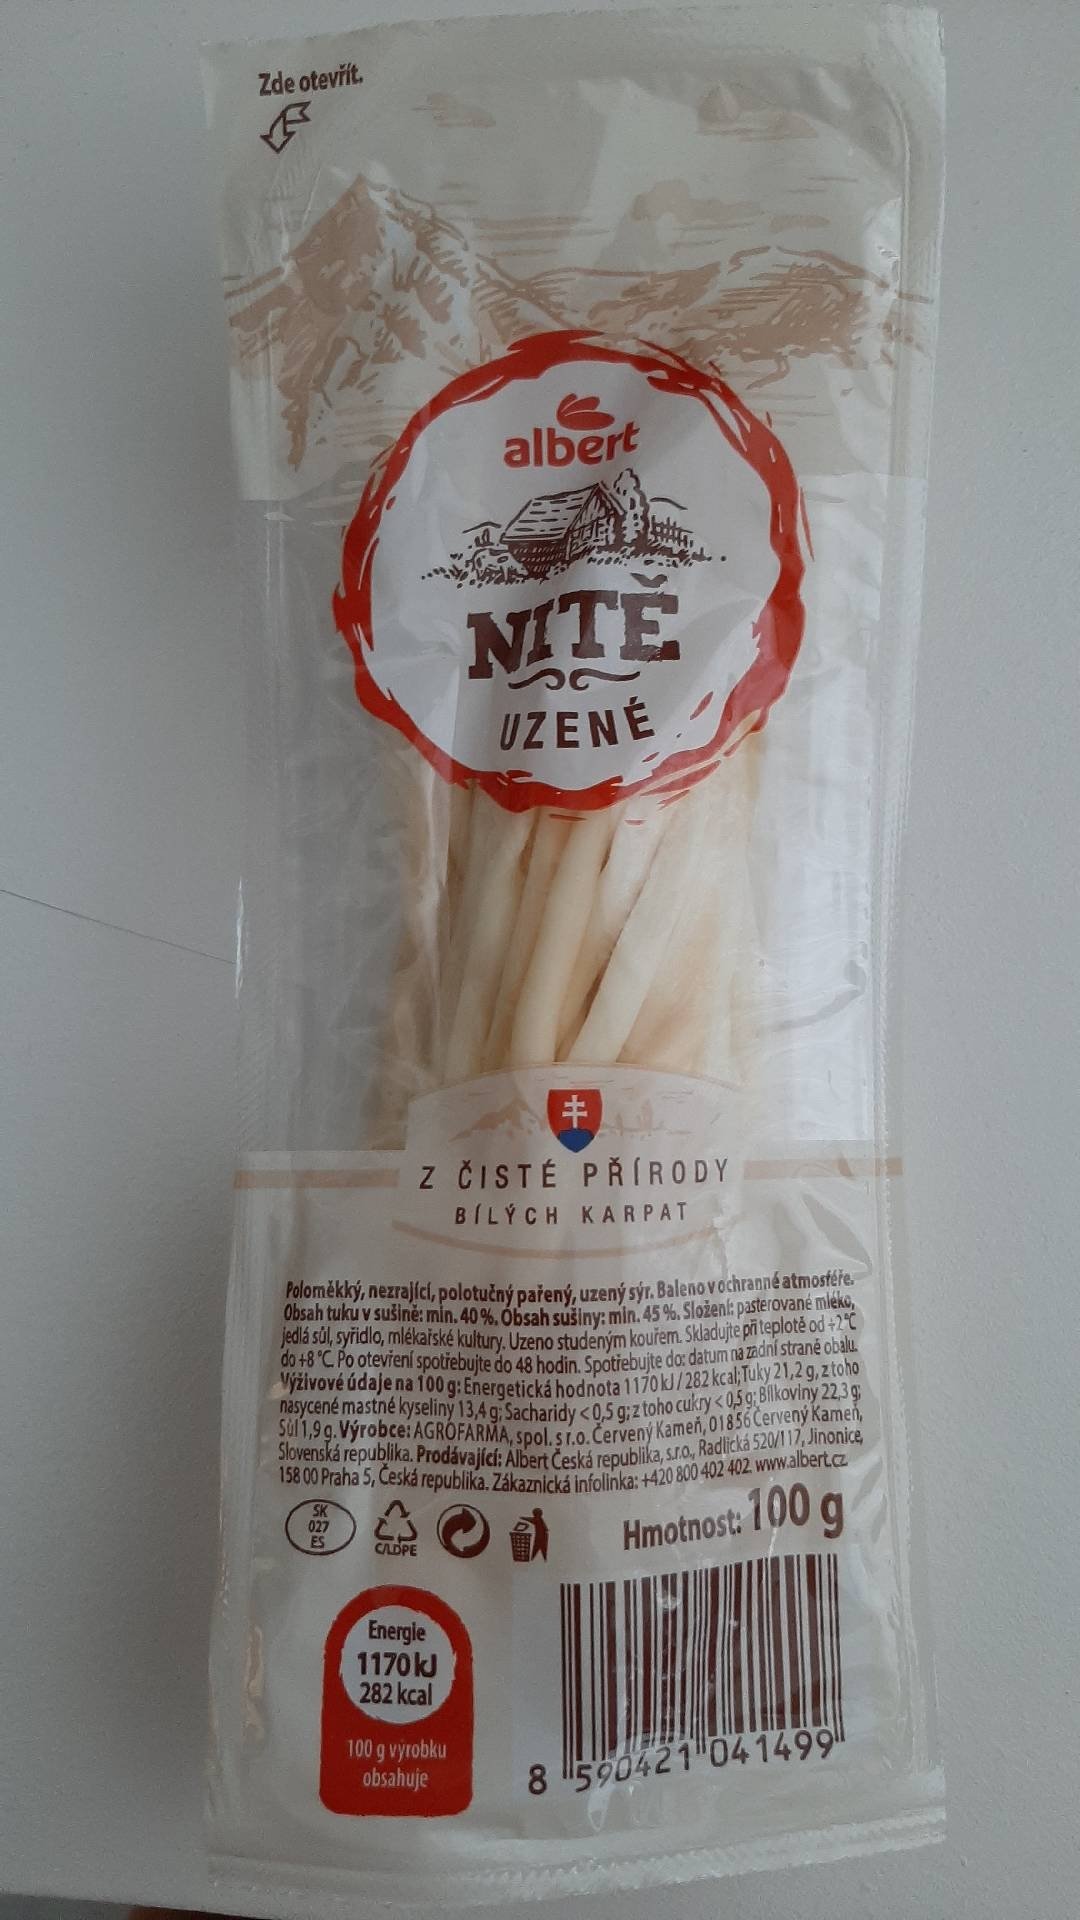 Zde otevřít.
albert
NITĚ
UZENÉ
Z ČISTÉ PŘÍRODY
BÍLÝCH KARPAT
Poloměkký, nezrající, polotučný pařený, uzený sýr. Baleno v ochranné atmosféře.
Obsah tuku v sušině: min. 40 %. Obsah sušiny: min. 45 %. Složení: pasterované mléko,
jedlá sůl, syřidlo, mlékařské kultury. Uzeno studeným kouřem. Skladujte při teplotě od +2°C
do +8 °C. Po otevření spotřebujte do 48 hodin. Spotřebujte do: datum na zadní straně obalu.
Výživové údaje na 100 g: Energetická hodnota 1170 kJ / 282 kcal; Tuky 21,2 g, z toho
nasycené mastné kyseliny 13,4 g; Sacharidy < 0,5 g; z toho cukry < 0,5 g; Bílkoviny 22,3 g;
Sůl 1,9 g. Výrobce: AGROFARMA, spol. s r.o. Červený Kameň, 018 56 Červený Kameň,
Slovenská republika. Prodávající: Albert Česká republika, s.r.o., Radlická 520/117, Jinonice,
158 00 Praha 5, Česká republika. Zákaznická infolinka: +420 800 402 402. www.albert.cz
SK
027
ES
C/LDPE
Hmotnost: 100 g
Energie
1170 kJ
282 kcal
100 g výrobku
obsahuje
8 590421 041499